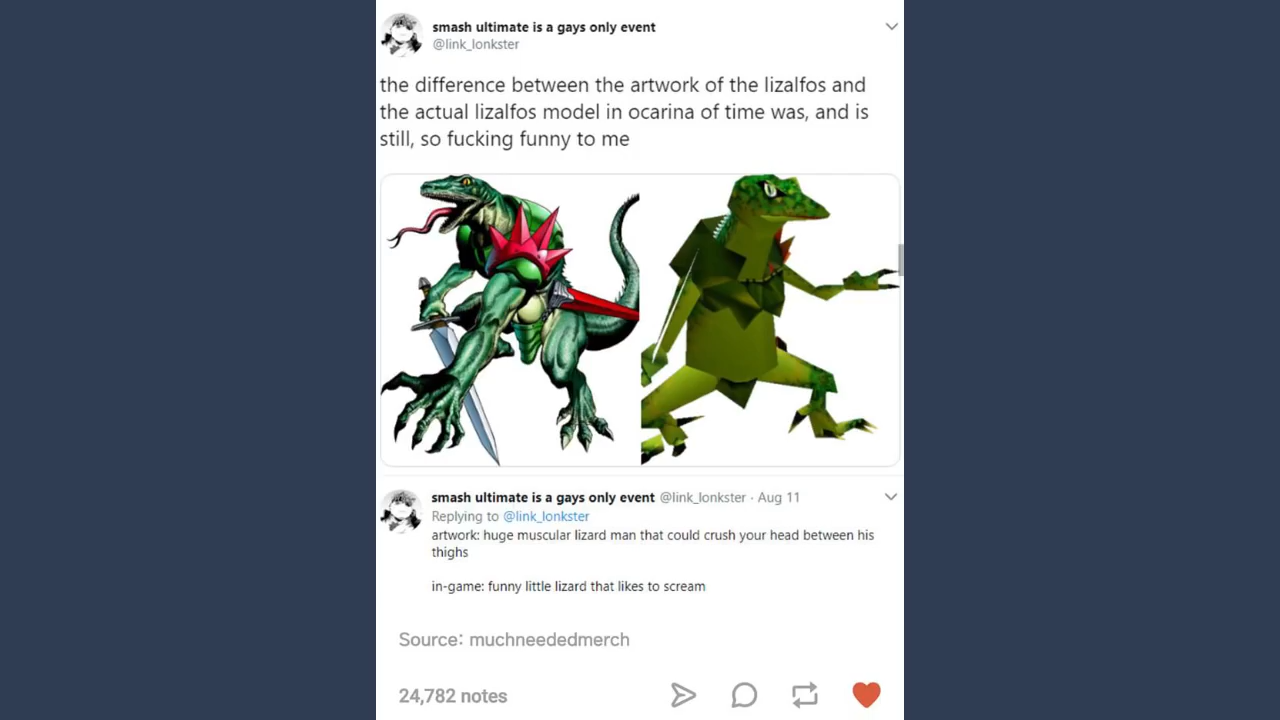 smash ultimate is a gays only event
@link_lonkster
the difference between the artwork of the lizalfos and
the actual lizalfos model in ocarina of time was, and is
still, so fucking funny to me
smash ultimate is a gays only event @link_lonkster · Aug 11
Replying to @link_lonkster
artwork: huge muscular lizard man that could crush your head between his
thighs
in-game: funny little lizard that likes to scream
Source: muchneededmerch
24,782 notes